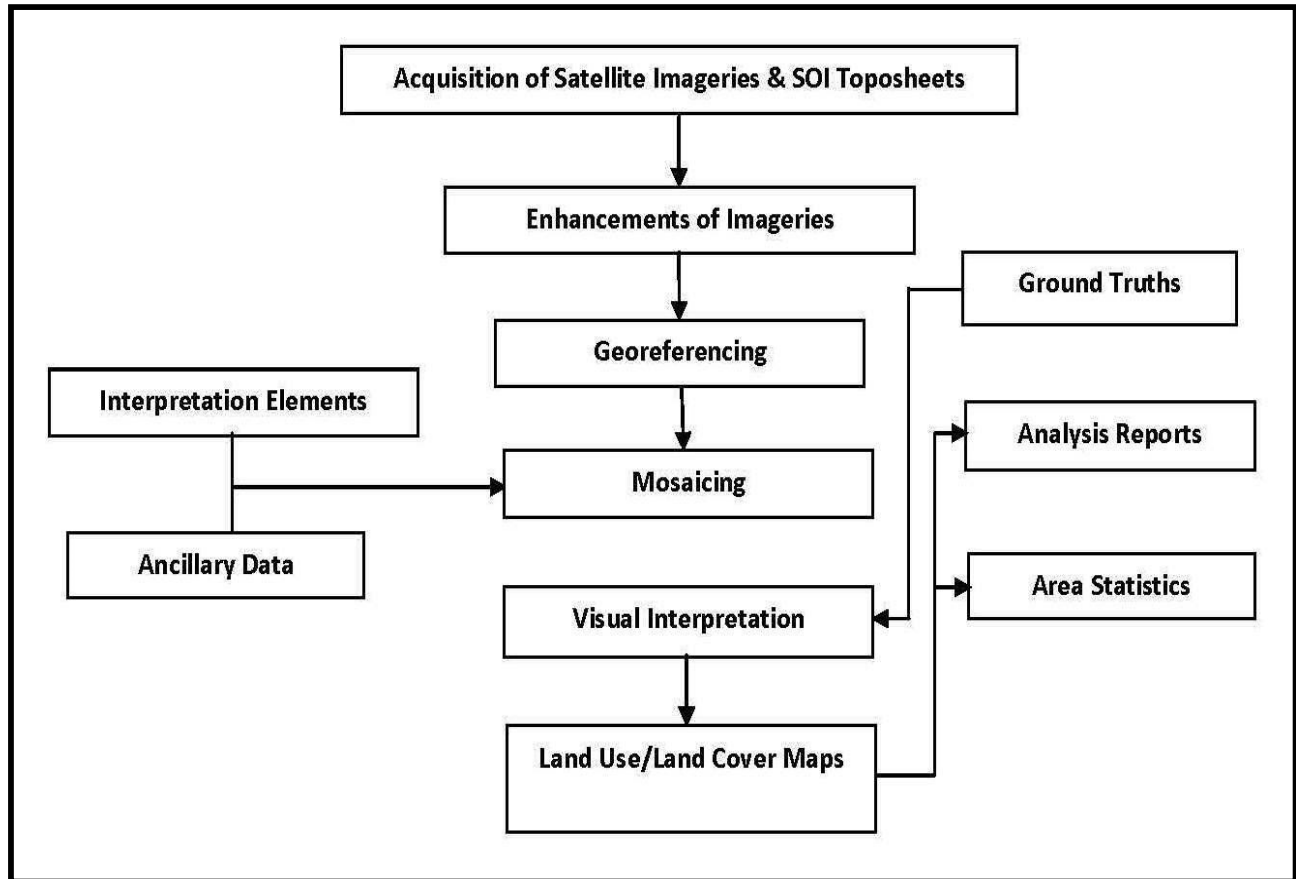 Acquisition of Satellite Imageries & SOI Toposheets
Enhancements of Imageries
Ground Truths
Georeferencing
Interpretation Elements
Analysis Reports
Mosaicing
Ancillary Data
Area Statistics
Visual Interpretation
Land Use/Land Cover Maps